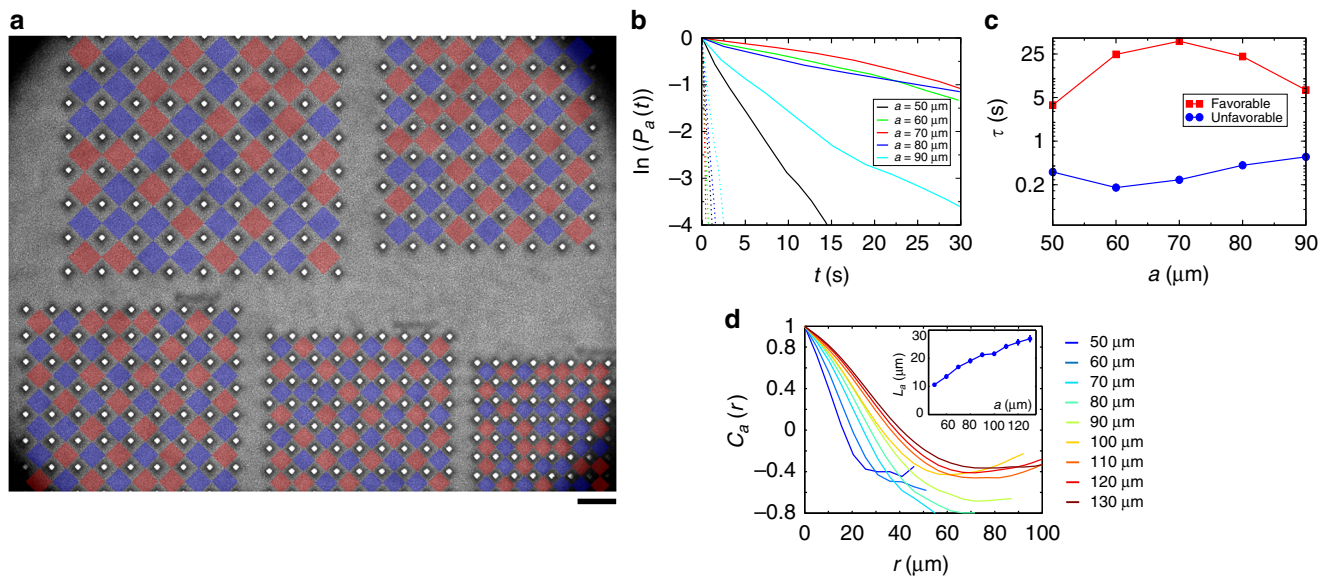 a
b
0
−1
−2
−3
−4
ln (P a (t))
0
5
10
15
20
25
30
t (s)
a = 50 μm
a = 60 μm
a = 70 μm
a = 80 μm
a = 90 μm
c
25
5
1
0.2
τ (s)
50
60
70
80
90
a (μm)
Favorable
Unfavorable
d
1
0.8
0.4
0
−0.4
−0.8
C a (r)
0
20
40
60
80
100
r (μm)
30
20
10
0
L a (μm)
a (μm)
60
80
100
120
50 μm
60 μm
70 μm
80 μm
90 μm
100 μm
110 μm
120 μm
130 μm